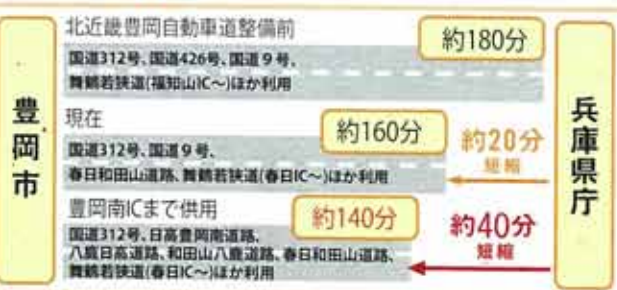 豊岡市
北近畿豊岡自動車道整備前
約180分
国道312号、国道426号、国道9号、
舞鶴若狭道(福知山IC〜)ほか利用
現在
約160分
約20分
短縮
国道312号、国道9号、
春日和田山道路、舞鶴若狭道(春日IC〜)ほか利用
豊岡南ICまで供用
約140分
約40分
短縮
国道312号、日高豊岡南道路、
八鹿日高道路、和田山八鹿道路、春日和田山道路、
舞鶴若狭道(春日IC〜)ほか利用
兵庫県庁